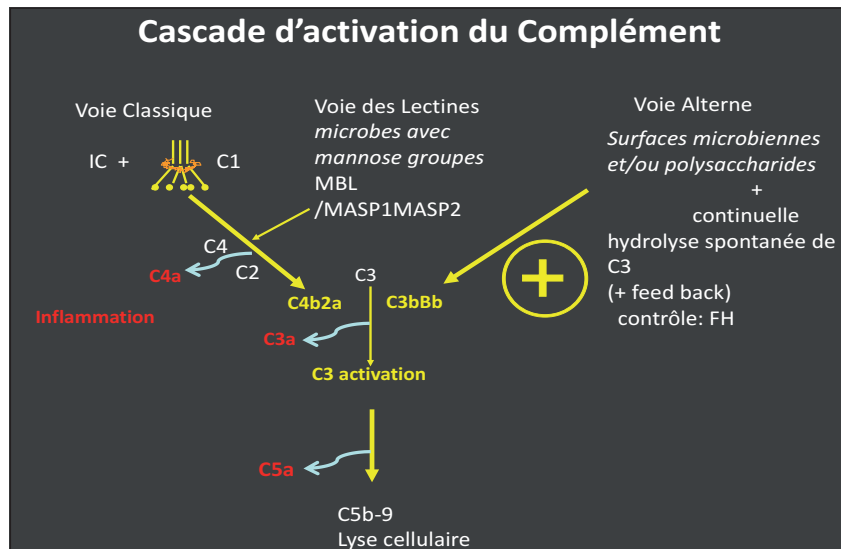 Cascade d'activation du Complément
Voie Classique
IC +
C1
Voie des Lectines
microbes avec
mannose groupes
MBL
/MASP1MASP2
Voie Alterne
Surfaces microbiennes
et/ou polysaccharides
+
continuelle
hydrolyse spontanée de
C3
(+ feed back)
contrôle: FH
C4
C2
C4a
C3
C4b2a
C3bBb
+
Inflammation
C3a
C3 activation
C5a
C5b-9
Lyse cellulaire